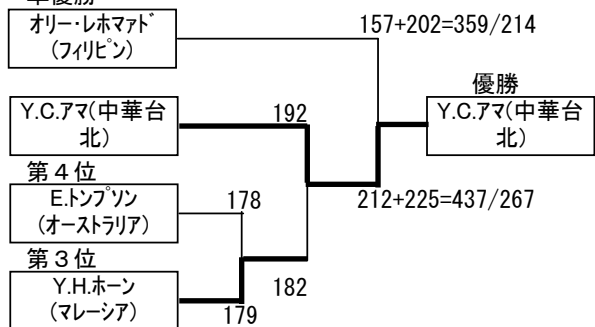 準優勝
オリー・レホマァド
(フィリピン)
157+202=359/214
優勝
Y.C.アマ(中華台
北)
192
Y.C.アマ(中華台
北)
第4位
E.トンプソン
(オーストラリア)
178
212+225=437/267
第3位
Y.H.ホーン
(マレーシア)
182
179